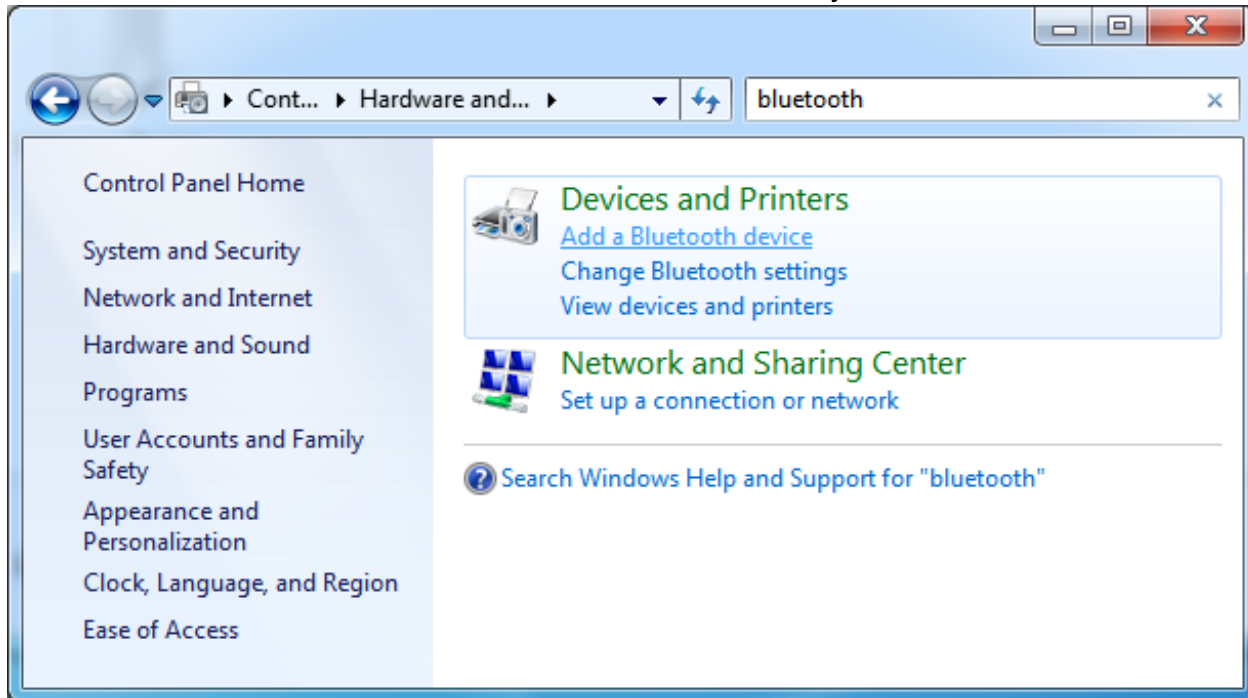 Cont... Hardware and... bluetooth
Control Panel Home
System and Security
Network and Internet
Hardware and Sound
Programs
User Accounts and Family
Safety
Appearance and
Personalization
Clock, Language, and Region
Ease of Access
Devices and Printers
Add a Bluetooth device
Change Bluetooth settings
View devices and printers
Network and Sharing Center
Set up a connection or network
Search Windows Help and Support for "bluetooth"